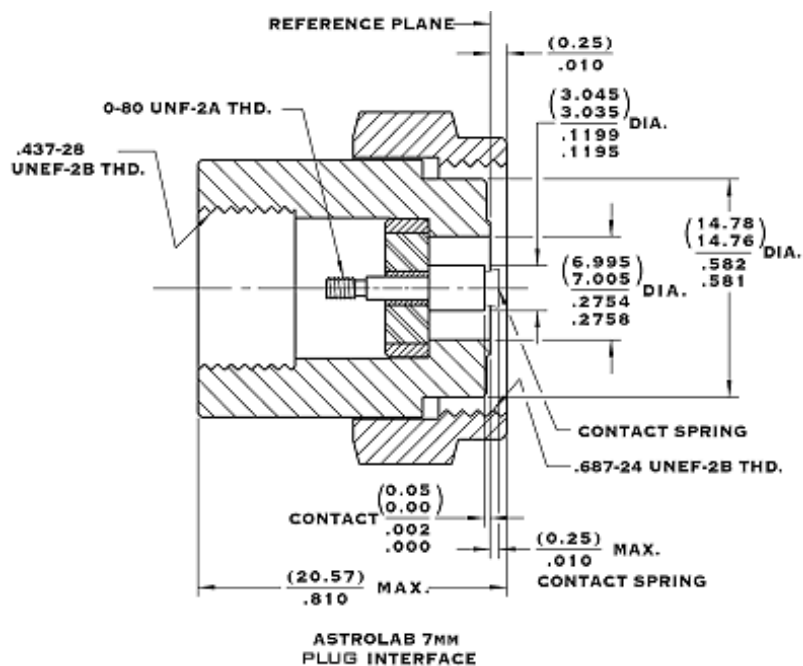 REFERENCE PLANE
(0.25)
.010
0-80 UNF-2A THD.
(3.045)
(3.035)
.1199
.1195
DIA.
.437-28
UNEF-2B THD.
(14.78)
(14.76)
.582
.581
DIA.
(6.995)
(7.005)
.2754
.2758
DIA.
CONTACT SPRING
.687-24 UNEF-2B THD.
CONTACT
(0.05)
(0.00)
.002
.000
(0.25)
.010
MAX.
CONTACT SPRING
(20.57)
.810
MAX.
ASTROLAB 7MM
PLUG INTERFACE